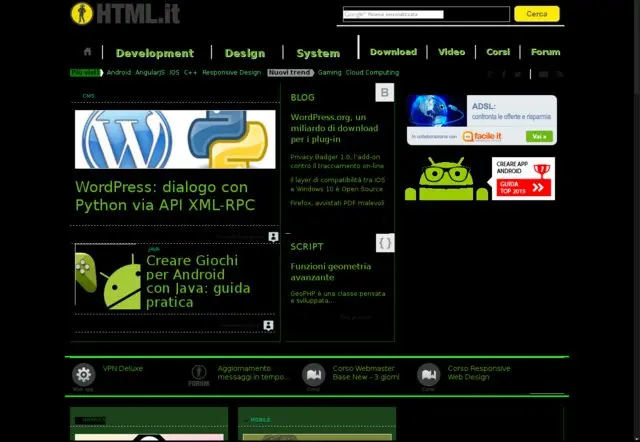 HTML.it
Google™ Ricerca personalizzata
Cerca
Development
Design
System
Download
Video
Corsi
Forum
Più visti
Android
AngularJS
iOS
C++
Responsive Design
Nuovi trend
Gaming
Cloud Computing
CMS
WordPress: dialogo con
Python via API XML-RPC
JAVA
Creare Giochi
per Android
con Java: guida
pratica
BLOG
B
WordPress.org, un
miliardo di download
per i plug-in
Privacy Badger 1.0, l'add-on
contro il tracciamento on-line
Il layer di compatibilità tra iOS
e Windows 10 è Open Source
Firefox, avvistati PDF malevoli
SCRIPT
{ }
Funzioni geometria
avanzante
GeoPHP è una classe pensata
e sviluppata...
ADSL:
confronta le offerte e risparmia
In collaborazione con
facile.it
Vai »
CREARE APP
ANDROID
GUIDA
TOP 2015
VPN Deluxe
Aggiornamento
messaggi in tempo...
FORUM
Corso Webmaster
Base New - 3 giorni
Corsi
Corso Responsive
Web Design
Corsi
MOBILE